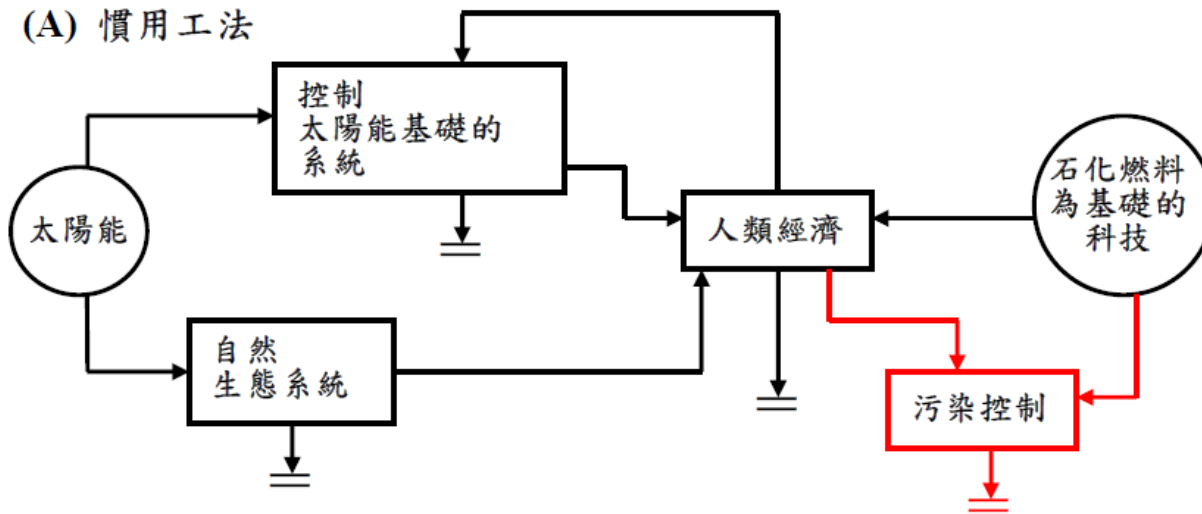 (A) 慣用工法
控制
太陽能基礎的
系統
太陽能
人類經濟
石化燃料
為基礎的
科技
自然
生態系統
污染控制